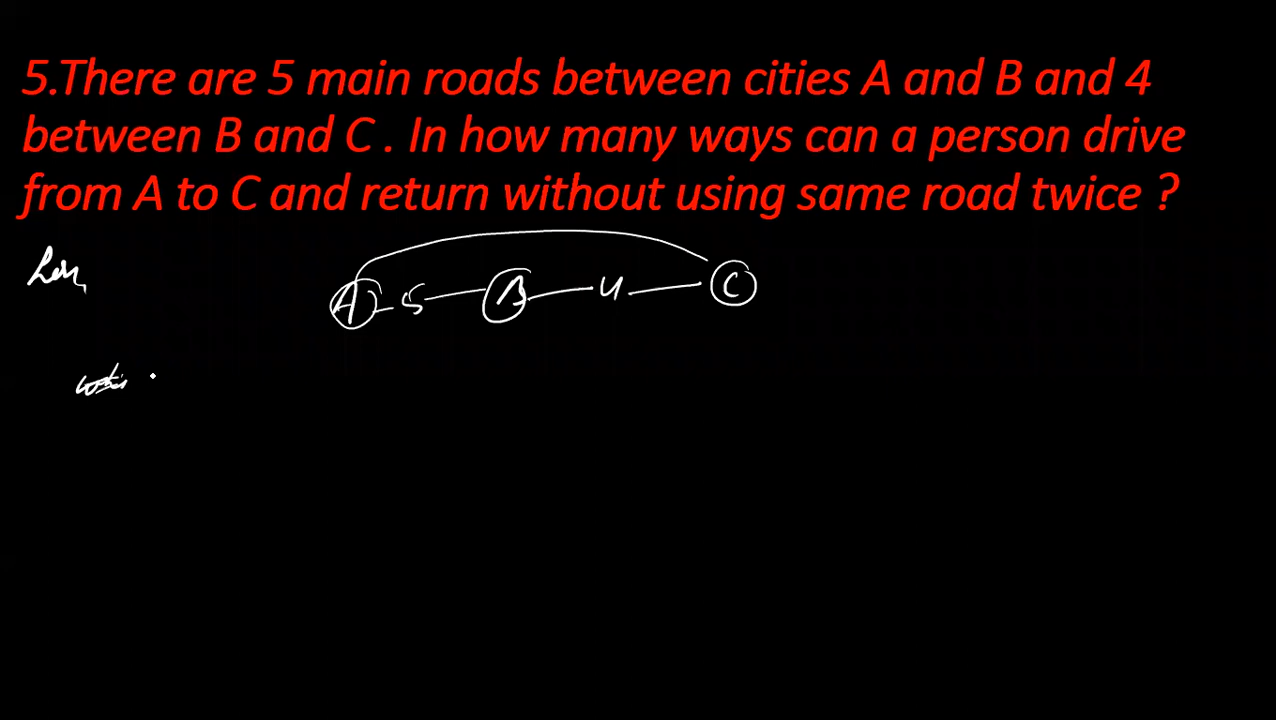 5.There are 5 main roads between cities A and B and 4
between B and C . In how many ways can a person drive
from A to C and return without using same road twice ?
A 5 B 4 C